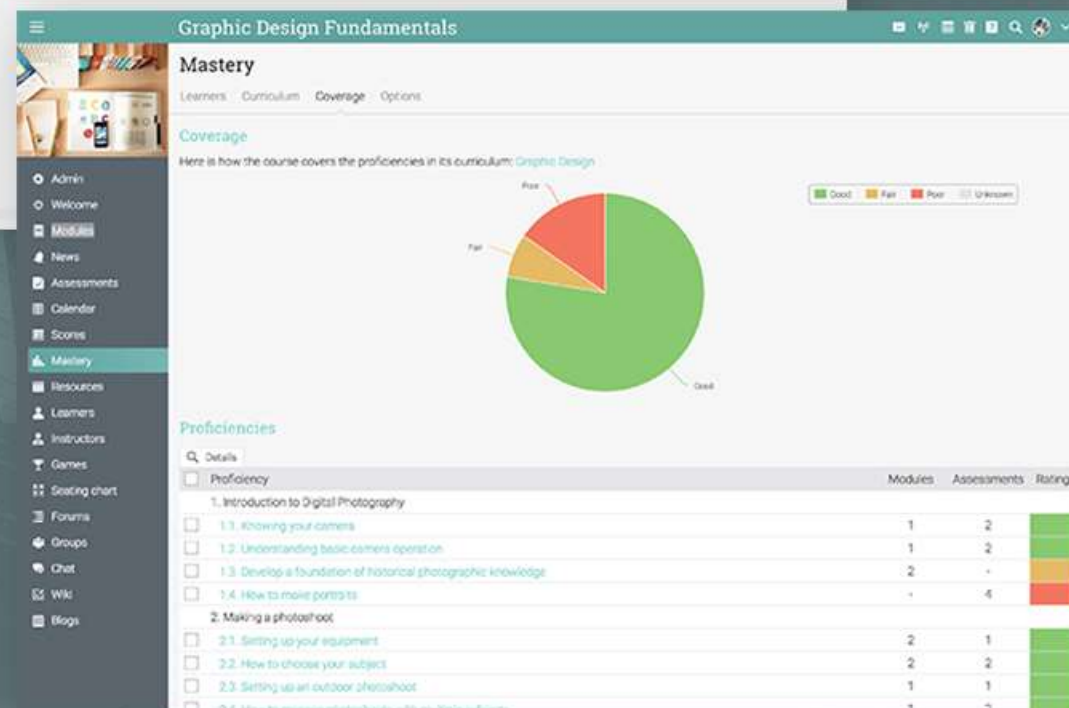 Graphic Design Fundamentals
Mastery
Learners Curriculum Coverage Options
Coverage
Here is how the course covers the proficiencies in its curriculum: Graphic Design
Poor
Fair
Good
Good Fair Poor Unknown
Admin
Welcome
Modules
News
Assessments
Calendar
Scores
Mastery
Resources
Learners
Instructors
Games
Seating chart
Forums
Groups
Chat
Wiki
Blogs
Proficiencies
Details
Proficiency Modules Assessments Rating
1. Introduction to Digital Photography
1.1. Knowing your camera 1 2
1.2. Understanding basic camera operation 1 2
1.3. Develop a foundation of historical photographic knowledge 2 -
1.4. How to make portraits - 4
2. Making a photoshoot
2.1. Setting up your equipment 2 1
2.2. How to choose your subject 2 2
2.3. Setting up an outdoor photoshoot 1 1